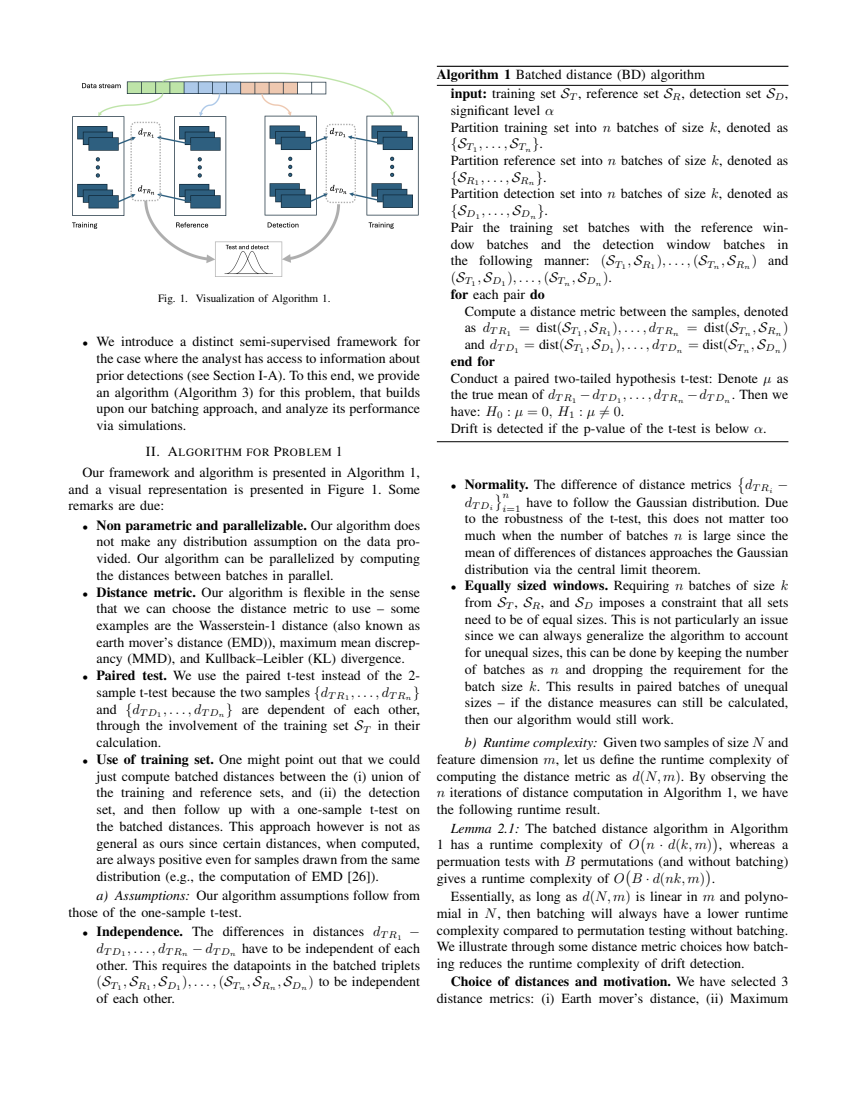 Data stream
d_{TR_1}
d_{TD_1}
d_{TR_n}
d_{TD_n}
Training
Reference
Detection
Training
Test and detect
Fig. 1. Visualization of Algorithm 1.
• We introduce a distinct semi-supervised framework for
the case where the analyst has access to information about
prior detections (see Section I-A). To this end, we provide
an algorithm (Algorithm 3) for this problem, that builds
upon our batching approach, and analyze its performance
via simulations.
II. ALGORITHM FOR PROBLEM 1
Our framework and algorithm is presented in Algorithm 1,
and a visual representation is presented in Figure 1. Some
remarks are due:
• Non parametric and parallelizable. Our algorithm does
not make any distribution assumption on the data pro-
vided. Our algorithm can be parallelized by computing
the distances between batches in parallel.
• Distance metric. Our algorithm is flexible in the sense
that we can choose the distance metric to use – some
examples are the Wasserstein-1 distance (also known as
earth mover's distance (EMD)), maximum mean discrep-
ancy (MMD), and Kullback–Leibler (KL) divergence.
• Paired test. We use the paired t-test instead of the 2-
sample t-test because the two samples {d_{TR_1}, . . . , d_{TR_n}}
and {d_{TD_1}, . . . , d_{TD_n}} are dependent of each other,
through the involvement of the training set S_T in their
calculation.
• Use of training set. One might point out that we could
just compute batched distances between the (i) union of
the training and reference sets, and (ii) the detection
set, and then follow up with a one-sample t-test on
the batched distances. This approach however is not as
general as ours since certain distances, when computed,
are always positive even for samples drawn from the same
distribution (e.g., the computation of EMD [26]).
a) Assumptions: Our algorithm assumptions follow from
those of the one-sample t-test.
• Independence. The differences in distances d_{TR_1} −
d_{TD_1}, . . . , d_{TR_n} − d_{TD_n} have to be independent of each
other. This requires the datapoints in the batched triplets
(S_{T_1}, S_{R_1}, S_{D_1}), . . . , (S_{T_n}, S_{R_n}, S_{D_n}) to be independent
of each other.
Algorithm 1 Batched distance (BD) algorithm
input: training set S_T, reference set S_R, detection set S_D,
significant level α
Partition training set into n batches of size k, denoted as
{S_{T_1}, . . . , S_{T_n}}.
Partition reference set into n batches of size k, denoted as
{S_{R_1}, . . . , S_{R_n}}.
Partition detection set into n batches of size k, denoted as
{S_{D_1}, . . . , S_{D_n}}.
Pair the training set batches with the reference win-
dow batches and the detection window batches in
the following manner: (S_{T_1}, S_{R_1}), . . . , (S_{T_n}, S_{R_n}) and
(S_{T_1}, S_{D_1}), . . . , (S_{T_n}, S_{D_n}).
for each pair do
Compute a distance metric between the samples, denoted
as d_{TR_1} = dist(S_{T_1}, S_{R_1}), . . . , d_{TR_n} = dist(S_{T_n}, S_{R_n})
and d_{TD_1} = dist(S_{T_1}, S_{D_1}), . . . , d_{TD_n} = dist(S_{T_n}, S_{D_n})
end for
Conduct a paired two-tailed hypothesis t-test: Denote μ as
the true mean of d_{TR_1} − d_{TD_1}, . . . , d_{TR_n} − d_{TD_n}. Then we
have: H_0 : μ = 0, H_1 : μ ≠ 0.
Drift is detected if the p-value of the t-test is below α.
• Normality. The difference of distance metrics {d_{TR_i} −
d_{TD_i}}_{i=1}^n have to follow the Gaussian distribution. Due
to the robustness of the t-test, this does not matter too
much when the number of batches n is large since the
mean of differences of distances approaches the Gaussian
distribution via the central limit theorem.
• Equally sized windows. Requiring n batches of size k
from S_T, S_R, and S_D imposes a constraint that all sets
need to be of equal sizes. This is not particularly an issue
since we can always generalize the algorithm to account
for unequal sizes, this can be done by keeping the number
of batches as n and dropping the requirement for the
batch size k. This results in paired batches of unequal
sizes – if the distance measures can still be calculated,
then our algorithm would still work.
b) Runtime complexity: Given two samples of size N and
feature dimension m, let us define the runtime complexity of
computing the distance metric as d(N, m). By observing the
n iterations of distance computation in Algorithm 1, we have
the following runtime result.
Lemma 2.1: The batched distance algorithm in Algorithm
1 has a runtime complexity of O(n · d(k, m)), whereas a
permuation tests with B permutations (and without batching)
gives a runtime complexity of O(B · d(nk, m)).
Essentially, as long as d(N, m) is linear in m and polyno-
mial in N, then batching will always have a lower runtime
complexity compared to permutation testing without batching.
We illustrate through some distance metric choices how batch-
ing reduces the runtime complexity of drift detection.
Choice of distances and motivation. We have selected 3
distance metrics: (i) Earth mover's distance, (ii) Maximum